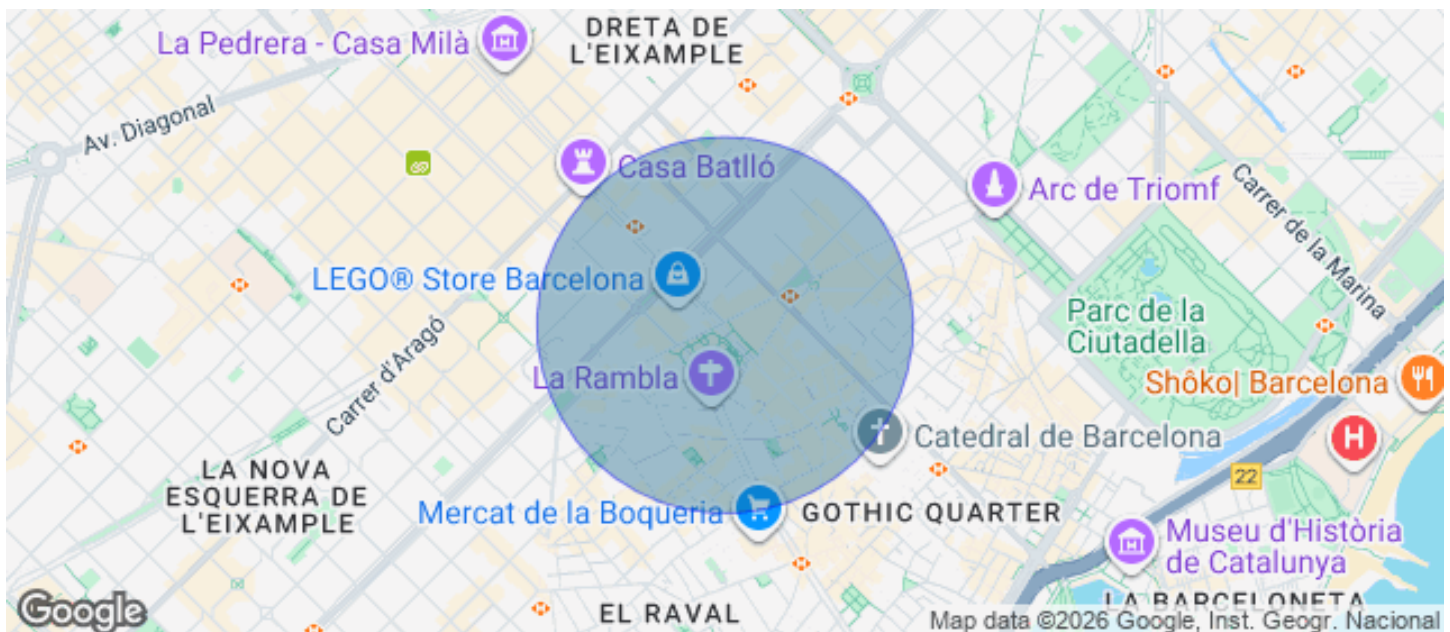 DRETA DE
L'EIXAMPLE
La Pedrera - Casa Milà
Av. Diagonal
Casa Batlló
Arc de Triomf
Carrer de la Marina
LEGO® Store Barcelona
Parc de la
Ciutadella
Carrer d'Aragó
La Rambla
Shôko| Barcelona
H
Catedral de Barcelona
LA NOVA
ESQUERRA DE
L'EIXAMPLE
22
Mercat de la Boqueria
GOTHIC QUARTER
Museu d'Història
de Catalunya
LA BARCELONETA
EL RAVAL
Google
Map data ©2026 Google, Inst. Geogr. Nacional